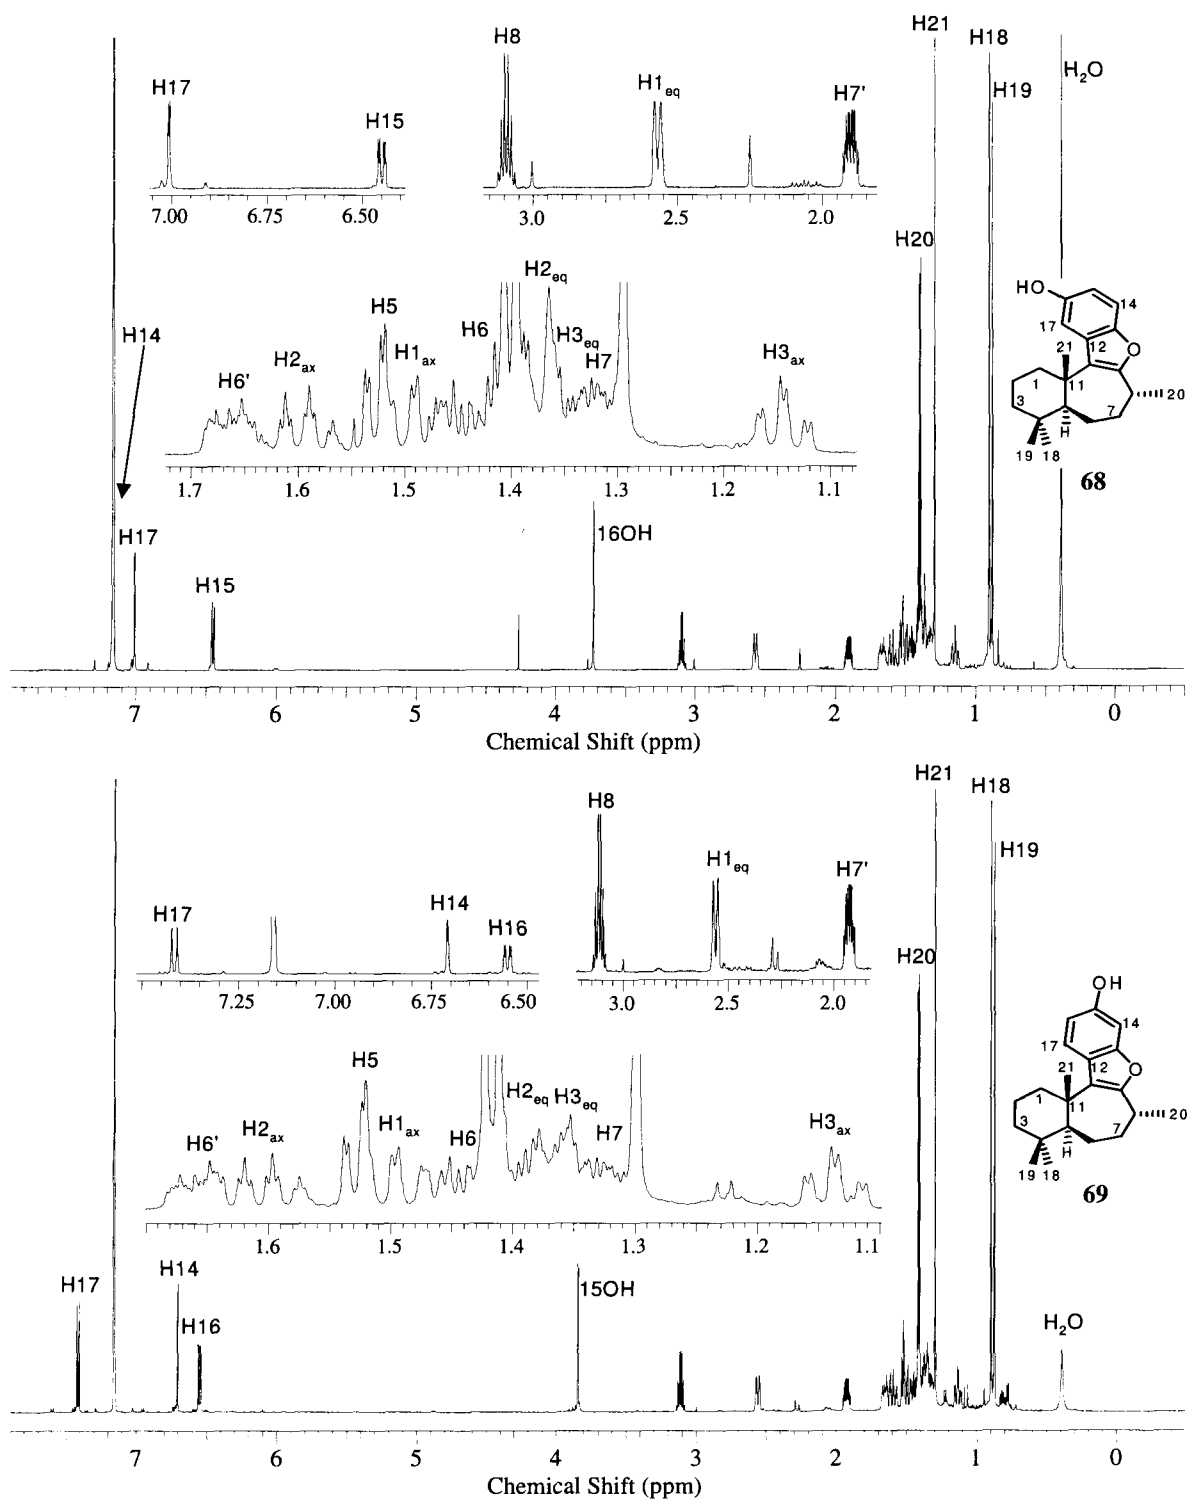 H21
H18
H8
H₂O
H17
H1eq
H19
H7'
H15
7.00 6.75 6.50
3.0 2.5 2.0
H20
H2eq
HO
14
17
H14
H5
H6
H3eq
21
12
O
H2ax
H1ax
H7
H3ax
1
11
20
H6'
3
7
H
19 18
1.7 1.6 1.5 1.4 1.3 1.2 1.1
68
H17
16OH
H15
7 6 5 4 3 2 1 0
Chemical Shift (ppm)
H21
H18
H8
H19
H1eq
H7'
H17
H14
H16
H20
7.25 7.00 6.75 6.50
3.0 2.5 2.0
OH
14
17
H5
H2eq
H3eq
21
12
O
H6'
H2ax
H1ax
H6
H7
H3ax
1
11
20
3
7
H
19 18
1.6 1.5 1.4 1.3 1.2 1.1
69
H17
H14
15OH
H16
H₂O
7 6 5 4 3 2 1 0
Chemical Shift (ppm)